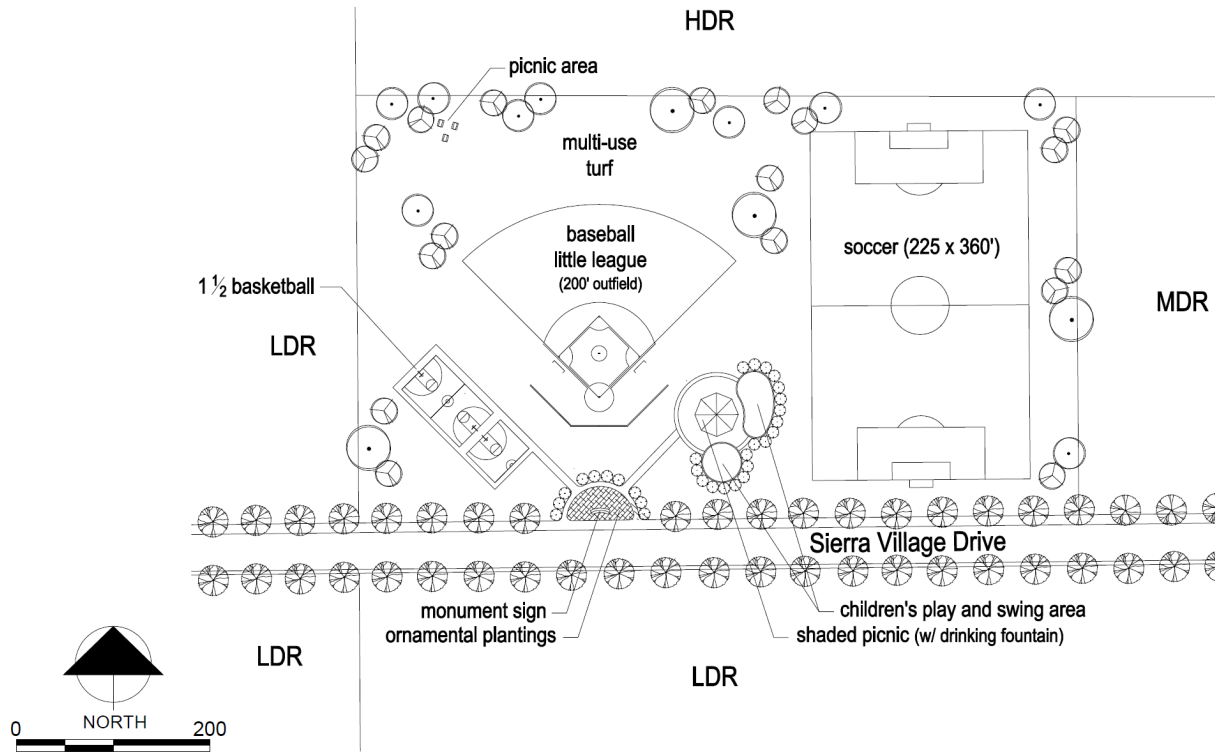 HDR
picnic area
multi-use
turf
baseball
little league
(200' outfield)
soccer (225 x 360')
1 ½ basketball
LDR
MDR
Sierra Village Drive
monument sign
ornamental plantings
children's play and swing area
shaded picnic (w/ drinking fountain)
LDR
LDR
NORTH
0 200